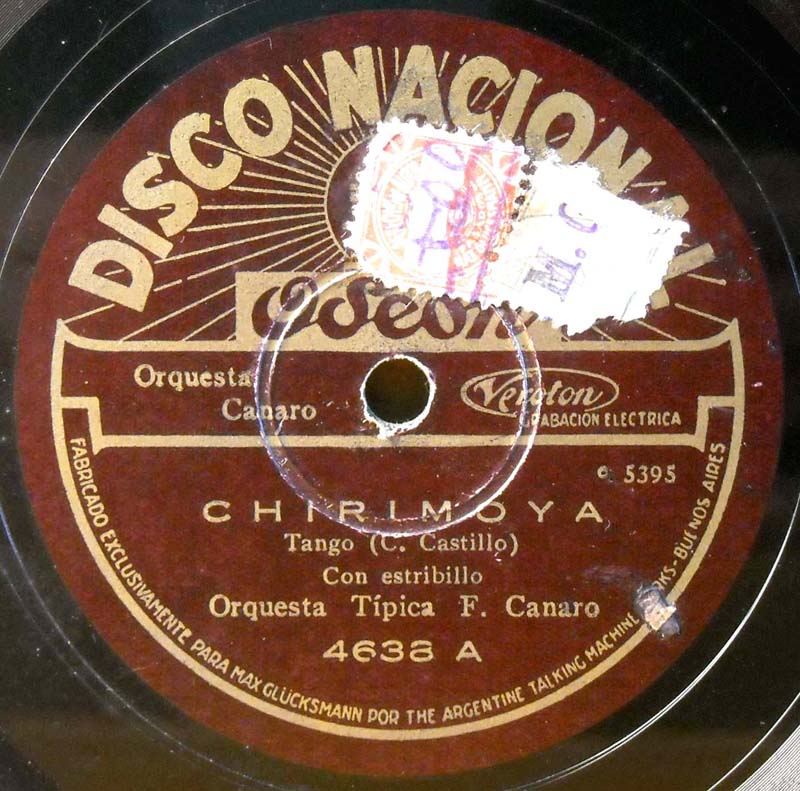 DISCO NACIONAL
Odeon
M. C
Orquesta
Canaro
Veroton
GRABACIÓN ELECTRICA
e 5395
CHIRIMOYA
Tango (C. Castillo)
Con estribillo
Orquesta Típica F. Canaro
4638 A
FABRICADO EXCLUSIVAMENTE PARA MAX GLÜCKSMANN POR THE ARGENTINE TALKING MACHINE WORKS-BUENOS AIRES